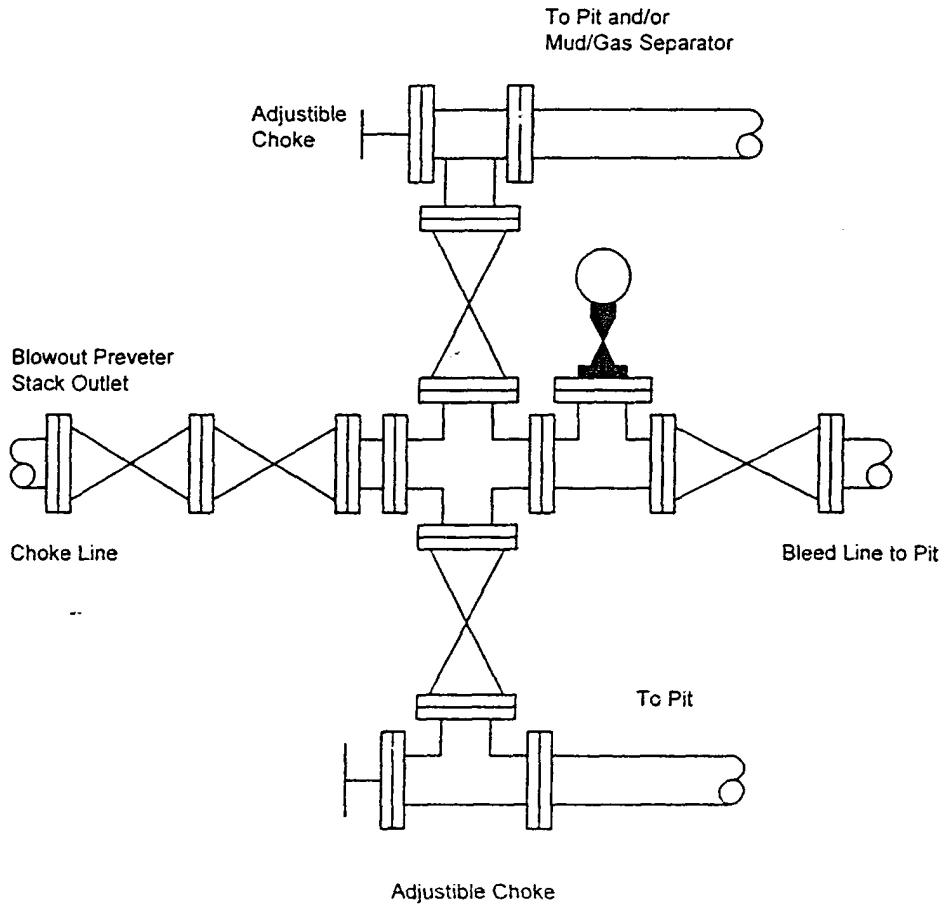 To Pit and/or
Mud/Gas Separator
Adjustible
Choke
Blowout Preveter
Stack Outlet
Choke Line
Bleed Line to Pit
To Pit
Adjustible Choke